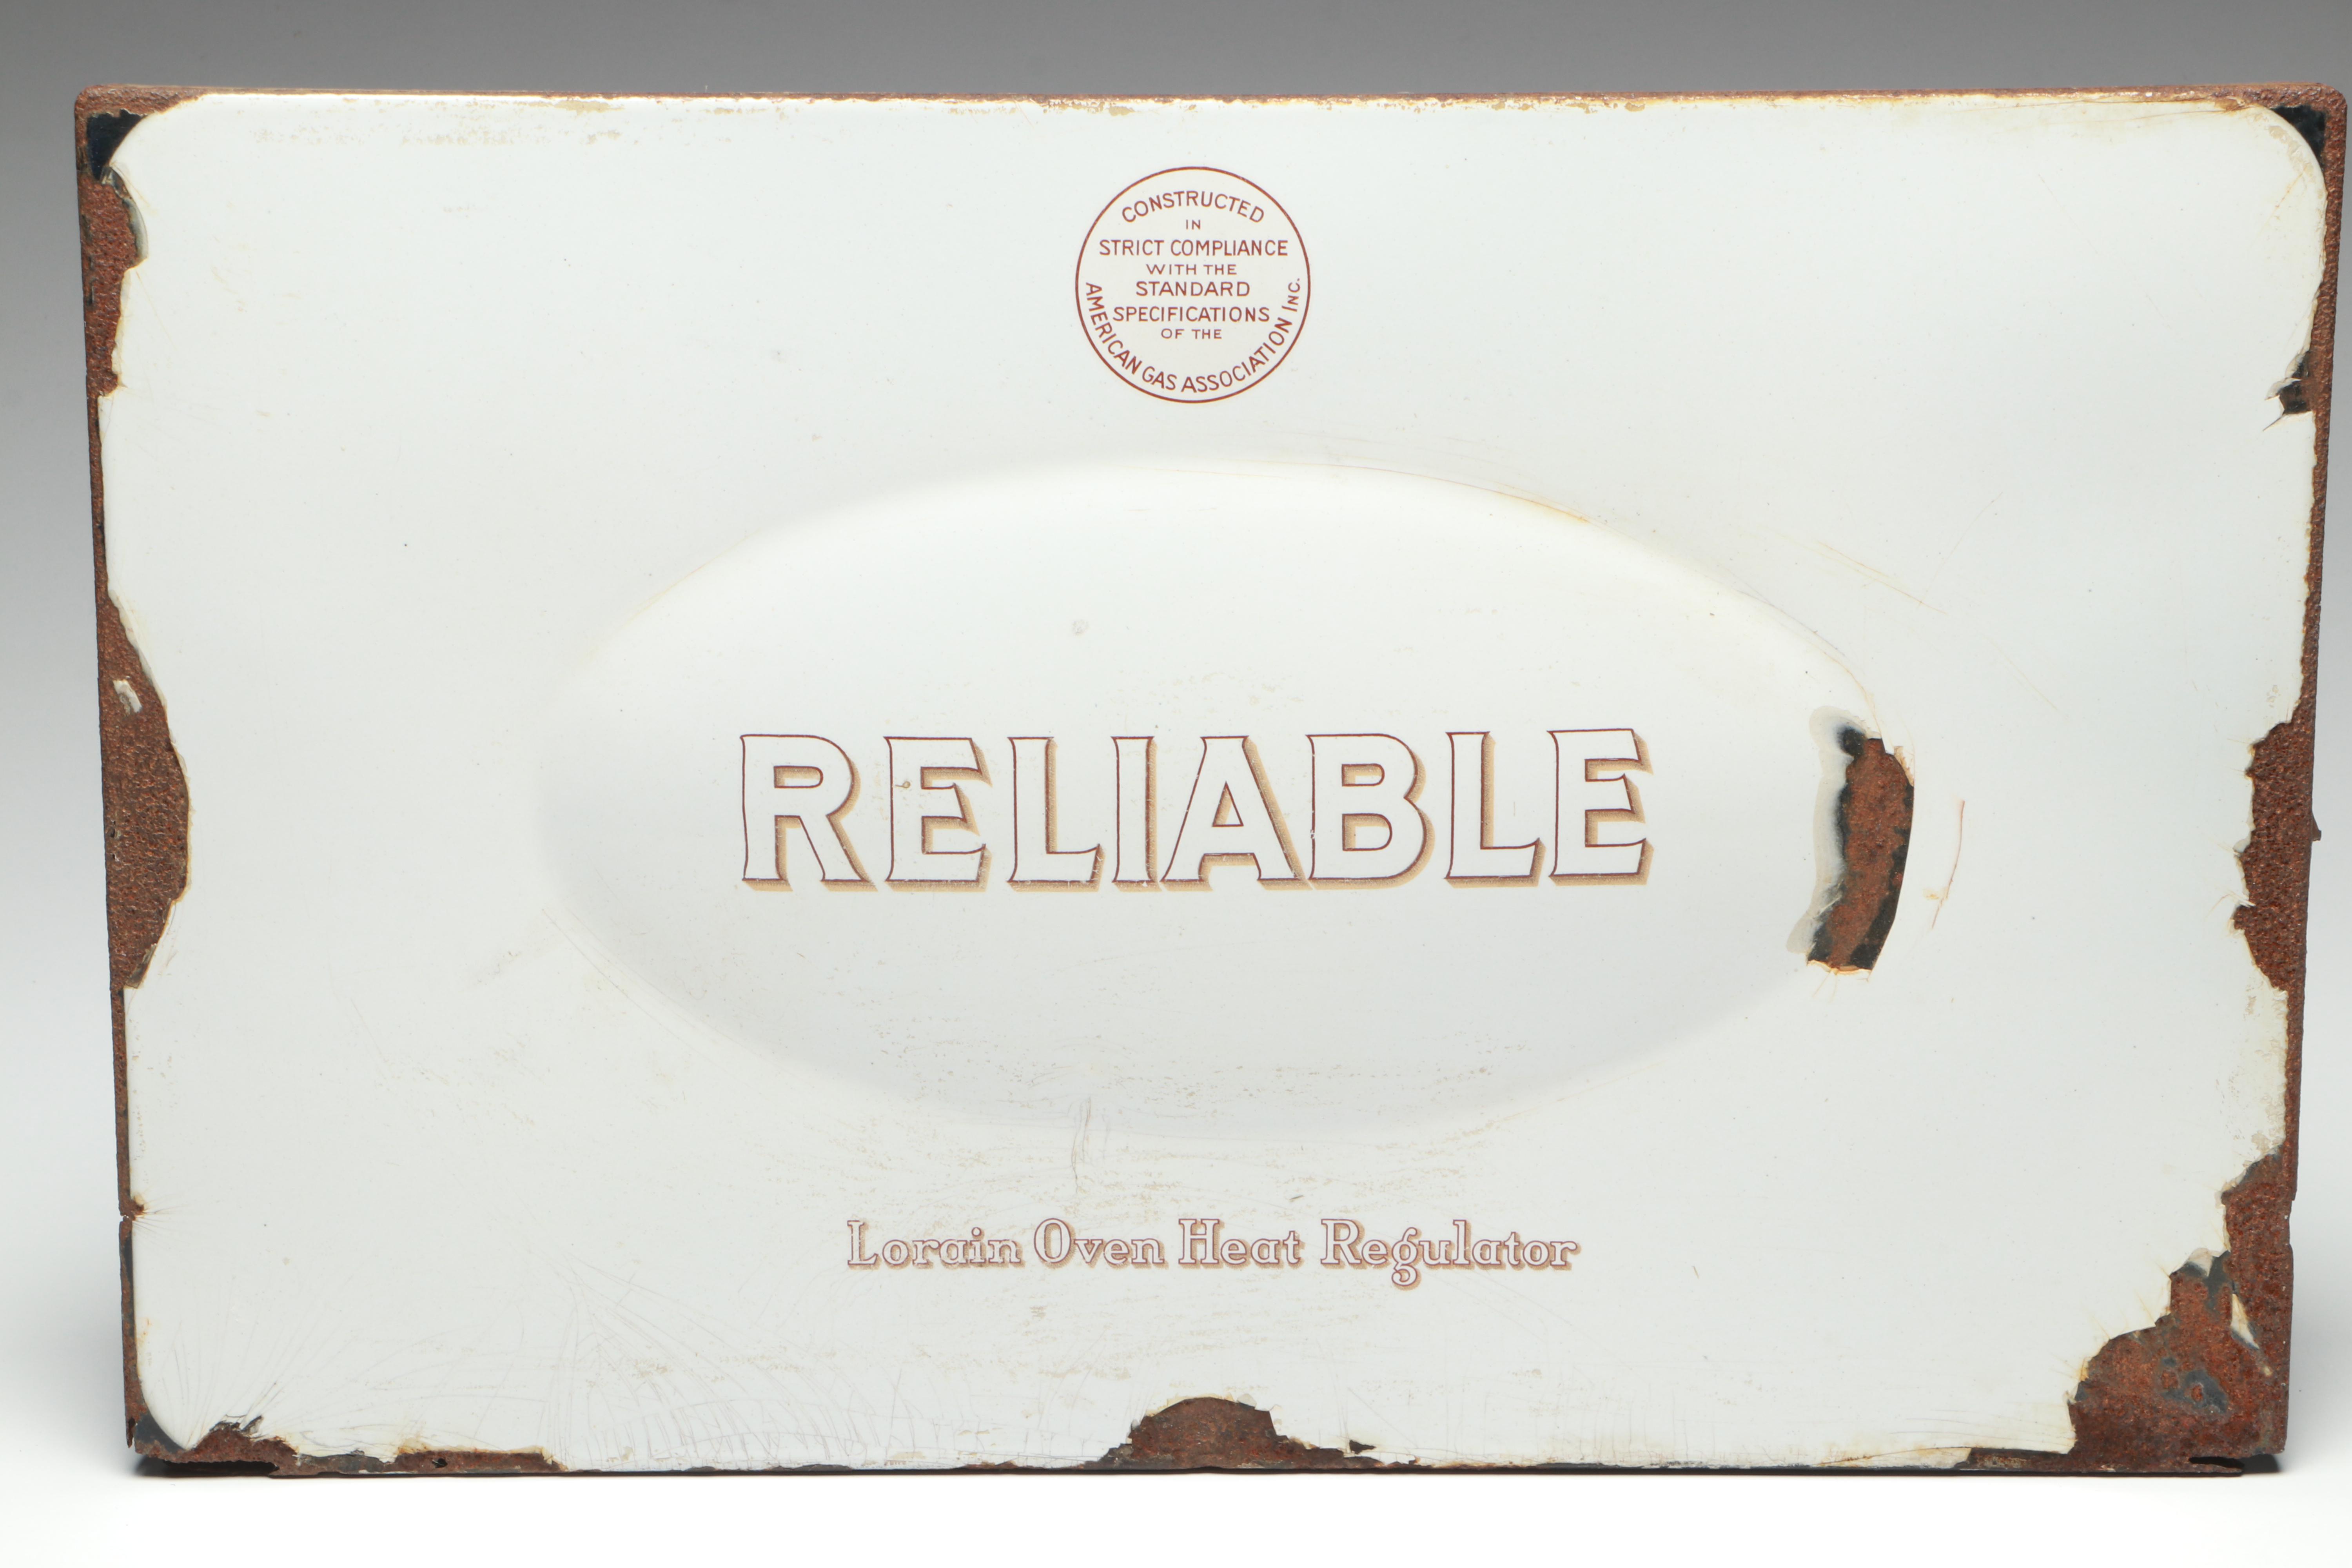 CONSTRUCTED
IN
STRICT COMPLIANCE
WITH THE
STANDARD
SPECIFICATIONS
OF THE
AMERICAN GAS ASSOCIATION INC.
RELIABLE
Lorain Oven Heat Regulator